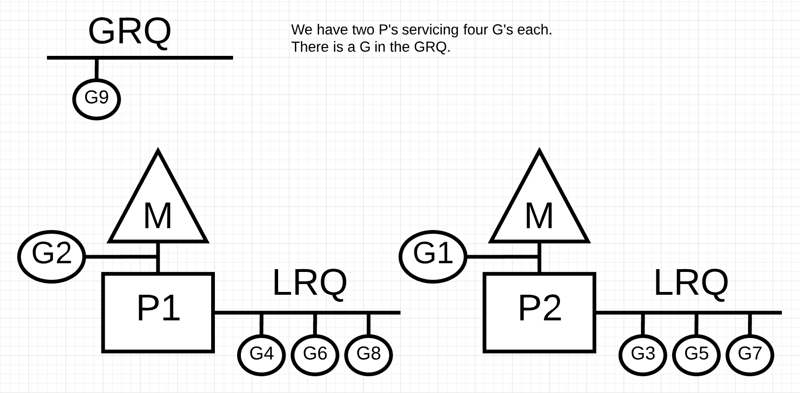 GRQ
We have two P's servicing four G's each.
There is a G in the GRQ.
G9
M
M
G2
G1
P1
LRQ
P2
LRQ
G4 G6 G8
G3 G5 G7